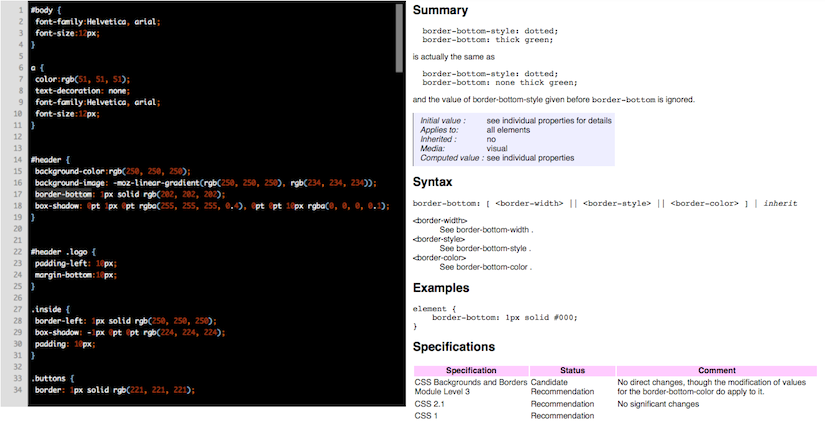 1 #body {
2 font-family:Helvetica, arial;
3 font-size:12px;
4 }
5
6 a {
7 color:rgb(51, 51, 51);
8 text-decoration: none;
9 font-family:Helvetica, arial;
10 font-size:12px;
11 }
12
13
14 #header {
15 background-color:rgb(250, 250, 250);
16 background-image: -moz-linear-gradient(rgb(250, 250, 250), rgb(234, 234, 234));
17 border-bottom: 1px solid rgb(202, 202, 202);
18 box-shadow: 0pt 1px 0pt rgba(255, 255, 255, 0.4), 0pt 0pt 10px rgba(0, 0, 0, 0.1);
19 }
20
21
22 #header .logo {
23 padding-left: 10px;
24 margin-bottom:10px;
25 }
26
27 .inside {
28 border-left: 1px solid rgb(250, 250, 250);
29 box-shadow: -1px 0pt 0pt rgb(224, 224, 224);
30 padding: 10px;
31 }
32
33 .buttons {
34 border: 1px solid rgb(221, 221, 221);
Summary
border-bottom-style: dotted;
border-bottom: thick green;
is actually the same as
border-bottom-style: dotted;
border-bottom: none thick green;
and the value of border-bottom-style given before border-bottom is ignored.
Initial value : see individual properties for details
Applies to: all elements
Inherited : no
Media: visual
Computed value : see individual properties
Syntax
border-bottom: [ <border-width> || <border-style> || <border-color> ] | inherit
<border-width>
See border-bottom-width .
<border-style>
See border-bottom-style .
<border-color>
See border-bottom-color .
Examples
element {
border-bottom: 1px solid #000;
}
Specifications
Specification Status Comment
CSS Backgrounds and Borders Candidate No direct changes, though the modification of values
Module Level 3 Recommendation for the border-bottom-color do apply to it.
CSS 2.1 Recommendation No significant changes
CSS 1 Recommendation